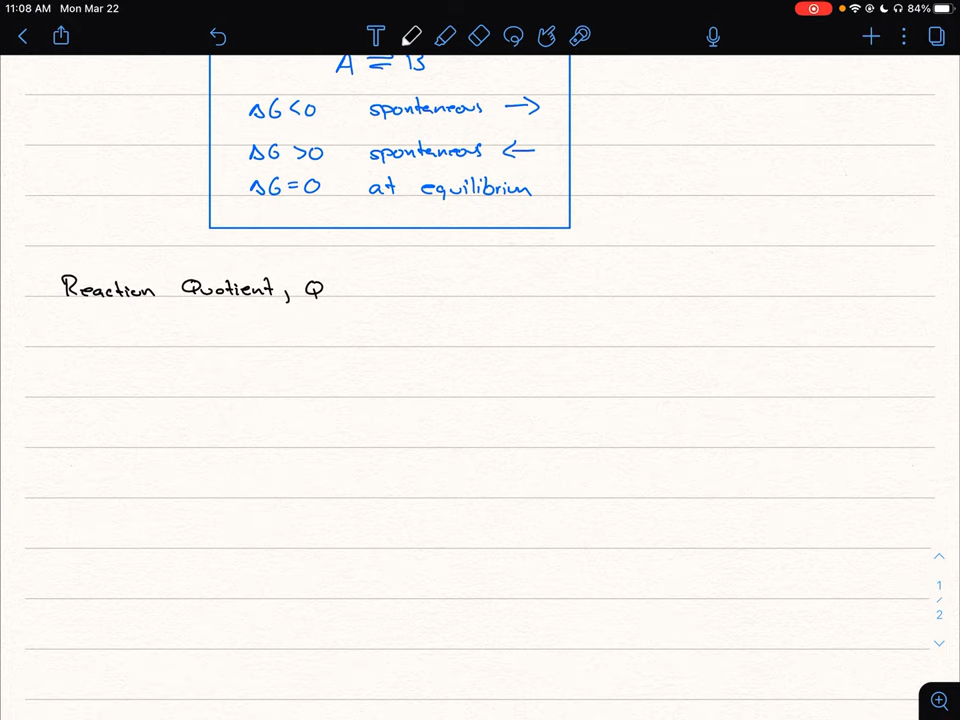 11:08 AM Mon Mar 22
84%
T
A ⇌ B
ΔG < 0 spontaneous →
ΔG > 0 spontaneous ←
ΔG = 0 at equilibrium
Reaction Quotient, Q
1
/
2